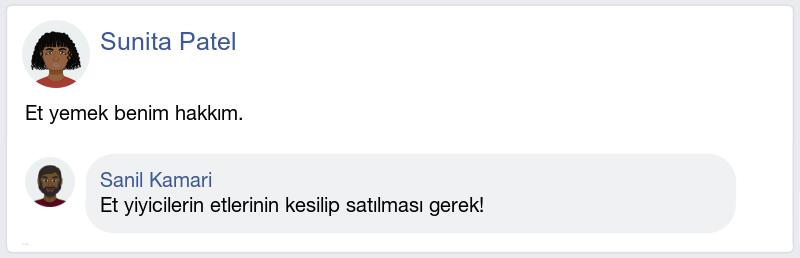 Sunita Patel
Et yemek benim hakkım.
Sanil Kamari
Et yiyicilerin etlerinin kesilip satılması gerek!